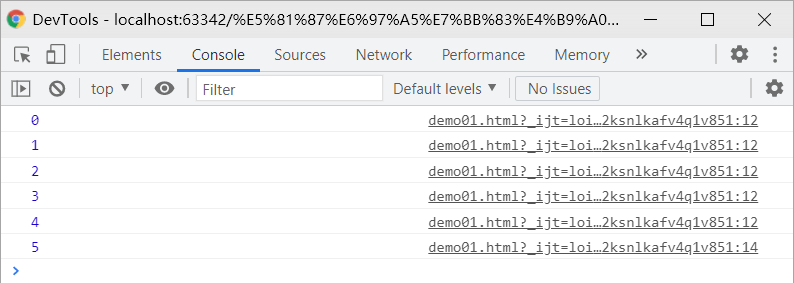 DevTools - localhost:63342/%E5%81%87%E6%97%A5%E7%BB%83%E4%B9%A0...
Elements Console Sources Network Performance Memory »
top ▼ Filter Default levels ▼ No Issues
0 demo01.html?_ijt=loi…2ksnlkafv4q1v851:12
1 demo01.html?_ijt=loi…2ksnlkafv4q1v851:12
2 demo01.html?_ijt=loi…2ksnlkafv4q1v851:12
3 demo01.html?_ijt=loi…2ksnlkafv4q1v851:12
4 demo01.html?_ijt=loi…2ksnlkafv4q1v851:12
5 demo01.html?_ijt=loi…2ksnlkafv4q1v851:14
>